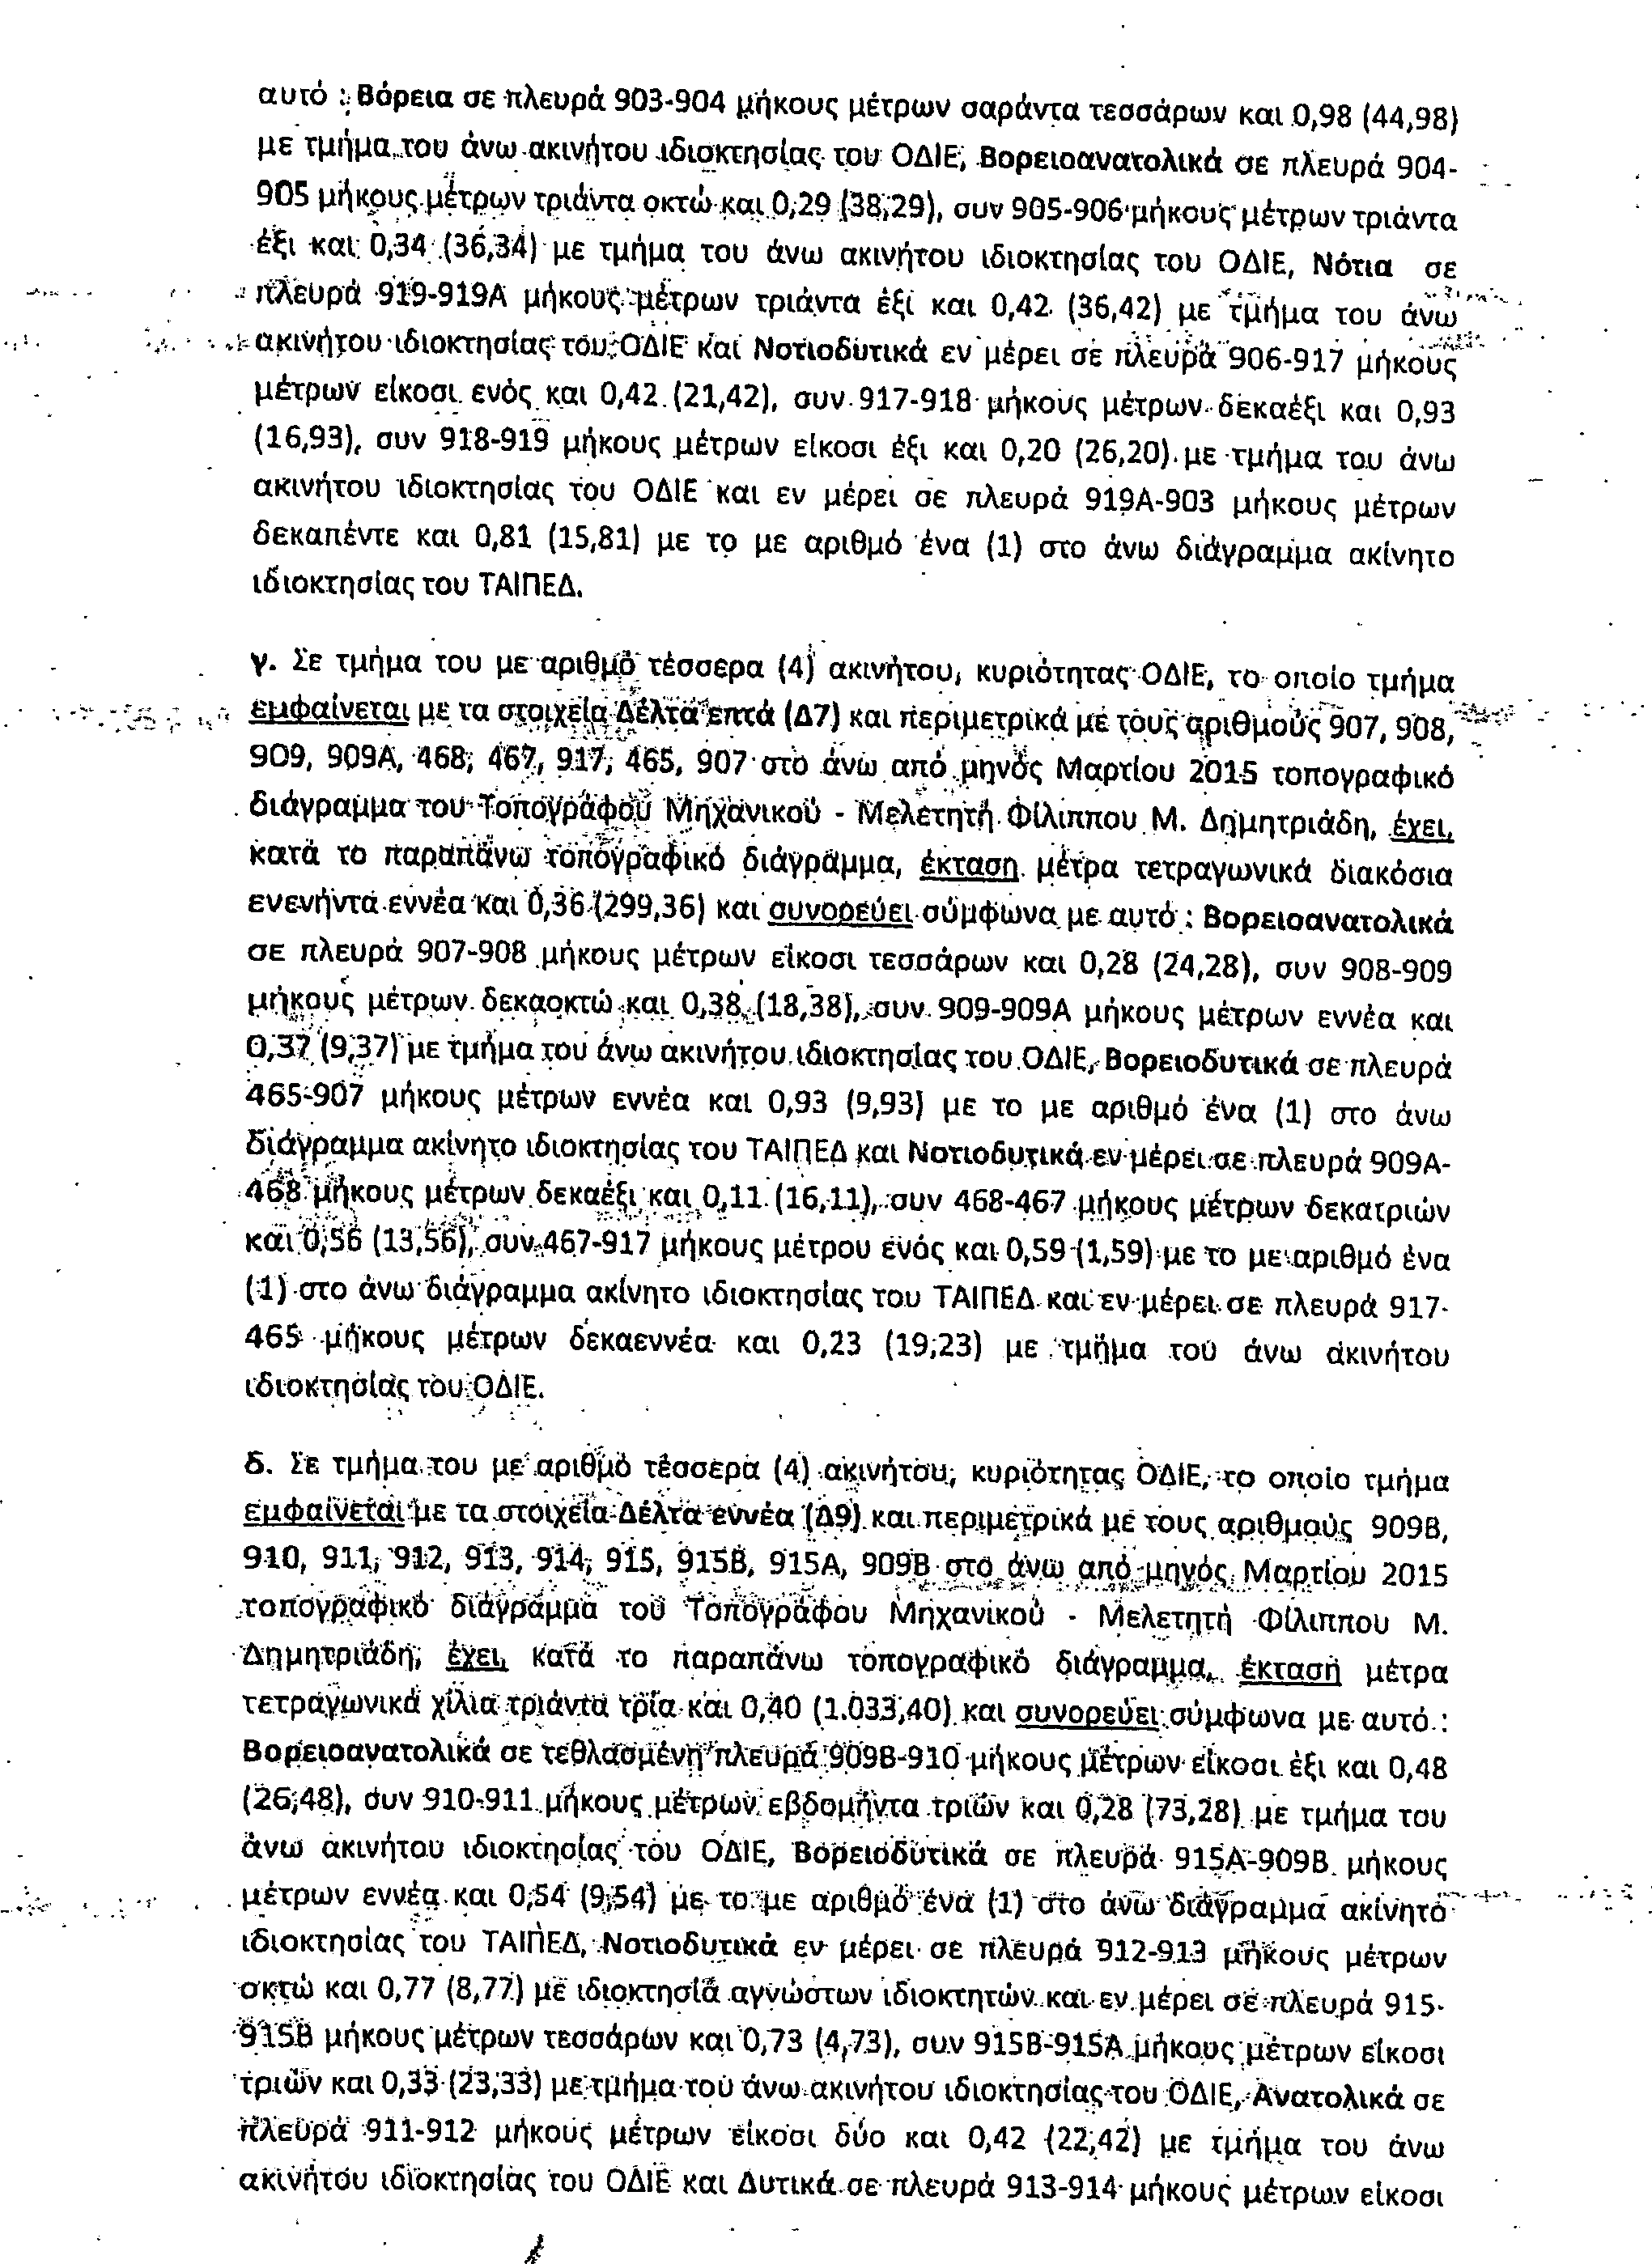 αυτό : Βόρεια σε πλευρά 903-904 μήκους μέτρων σαράντα τεσσάρων και 0,98 (44,98)
με τμήμα του άνω ακινήτου ιδιοκτησίας του ΟΔΙΕ, Βορειοανατολικά σε πλευρά 904-
905 μήκους μέτρων τριάντα οκτώ και 0,29 (38,29), συν 905-906 μήκους μέτρων τριάντα
έξι και 0,34 (36,34) με τμήμα του άνω ακινήτου ιδιοκτησίας του ΟΔΙΕ, Νότια σε
πλευρά 919-919Α μήκους μέτρων τριάντα έξι και 0,42 (36,42) με τμήμα του άνω
ακινήτου ιδιοκτησίας του ΟΔΙΕ και Νοτιοδυτικά εν μέρει σε πλευρά 906-917 μήκους
μέτρων είκοσι ενός και 0,42 (21,42), συν 917-918 μήκους μέτρων δεκαέξι και 0,93
(16,93), συν 918-919 μήκους μέτρων είκοσι έξι και 0,20 (26,20) με τμήμα του άνω
ακινήτου ιδιοκτησίας του ΟΔΙΕ και εν μέρει σε πλευρά 919Α-903 μήκους μέτρων
δεκαπέντε και 0,81 (15,81) με το με αριθμό ένα (1) στο άνω διάγραμμα ακίνητο
ιδιοκτησίας του ΤΑΙΠΕΔ.
γ. Σε τμήμα του με αριθμό τέσσερα (4) ακινήτου, κυριότητας ΟΔΙΕ, το οποίο τμήμα
εμφαίνεται με τα στοιχεία Δέλτα επτά (Δ7) και περιμετρικά με τους αριθμούς 907, 908,
909, 909Α, 468, 467, 917, 465, 907 στο άνω από μηνός Μαρτίου 2015 τοπογραφικό
διάγραμμα του Τοπογράφου Μηχανικού - Μελετητή Φίλιππου Μ. Δημητριάδη, έχει,
κατά το παραπάνω τοπογραφικό διάγραμμα, έκταση μέτρα τετραγωνικά διακόσια
ενενήντα εννέα και 0,36 (299,36) και συνορεύει σύμφωνα με αυτό : Βορειοανατολικά
σε πλευρά 907-908 μήκους μέτρων είκοσι τεσσάρων και 0,28 (24,28), συν 908-909
μήκους μέτρων δεκαοκτώ και 0,38 (18,38), συν 909-909Α μήκους μέτρων εννέα και
0,37 (9,37) με τμήμα του άνω ακινήτου ιδιοκτησίας του ΟΔΙΕ, Βορειοδυτικά σε πλευρά
465-907 μήκους μέτρων εννέα και 0,93 (9,93) με το με αριθμό ένα (1) στο άνω
διάγραμμα ακίνητο ιδιοκτησίας του ΤΑΙΠΕΔ και Νοτιοδυτικά εν μέρει σε πλευρά 909Α-
468 μήκους μέτρων δεκαέξι και 0,11 (16,11), συν 468-467 μήκους μέτρων δεκατριών
και 0,56 (13,56), συν 467-917 μήκους μέτρου ενός και 0,59 (1,59) με το με αριθμό ένα
(1) στο άνω διάγραμμα ακίνητο ιδιοκτησίας του ΤΑΙΠΕΔ και εν μέρει σε πλευρά 917-
465 μήκους μέτρων δεκαεννέα και 0,23 (19,23) με τμήμα του άνω ακινήτου
ιδιοκτησίας του ΟΔΙΕ.
δ. Σε τμήμα του με αριθμό τέσσερα (4) ακινήτου, κυριότητας ΟΔΙΕ, το οποίο τμήμα
εμφαίνεται με τα στοιχεία Δέλτα εννέα (Δ9) και περιμετρικά με τους αριθμούς 909Β,
910, 911, 912, 913, 914, 915, 915Β, 915Α, 909Β στο άνω από μηνός Μαρτίου 2015
τοπογραφικό διάγραμμα του Τοπογράφου Μηχανικού - Μελετητή Φίλιππου Μ.
Δημητριάδη, έχει, κατά το παραπάνω τοπογραφικό διάγραμμα, έκταση μέτρα
τετραγωνικά χίλια τριάντα τρία και 0,40 (1.033,40) και συνορεύει σύμφωνα με αυτό :
Βορειοανατολικά σε τεθλασμένη πλευρά 909Β-910 μήκους μέτρων είκοσι έξι και 0,48
(26,48), συν 910-911 μήκους μέτρων εβδομήντα τριών και 0,28 (73,28) με τμήμα του
άνω ακινήτου ιδιοκτησίας του ΟΔΙΕ, Βορειοδυτικά σε πλευρά 915Α-909Β μήκους
μέτρων εννέα και 0,54 (9,54) με το με αριθμό ένα (1) στο άνω διάγραμμα ακίνητο
ιδιοκτησίας του ΤΑΙΠΕΔ, Νοτιοδυτικά εν μέρει σε πλευρά 912-913 μήκους μέτρων
οκτώ και 0,77 (8,77) με ιδιοκτησία αγνώστων ιδιοκτητών και εν μέρει σε πλευρά 915-
915Β μήκους μέτρων τεσσάρων και 0,73 (4,73), συν 915Β-915Α μήκους μέτρων είκοσι
τριών και 0,33 (23,33) με τμήμα του άνω ακινήτου ιδιοκτησίας του ΟΔΙΕ, Ανατολικά σε
πλευρά 911-912 μήκους μέτρων είκοσι δύο και 0,42 (22,42) με τμήμα του άνω
ακινήτου ιδιοκτησίας του ΟΔΙΕ και Δυτικά σε πλευρά 913-914 μήκους μέτρων είκοσι